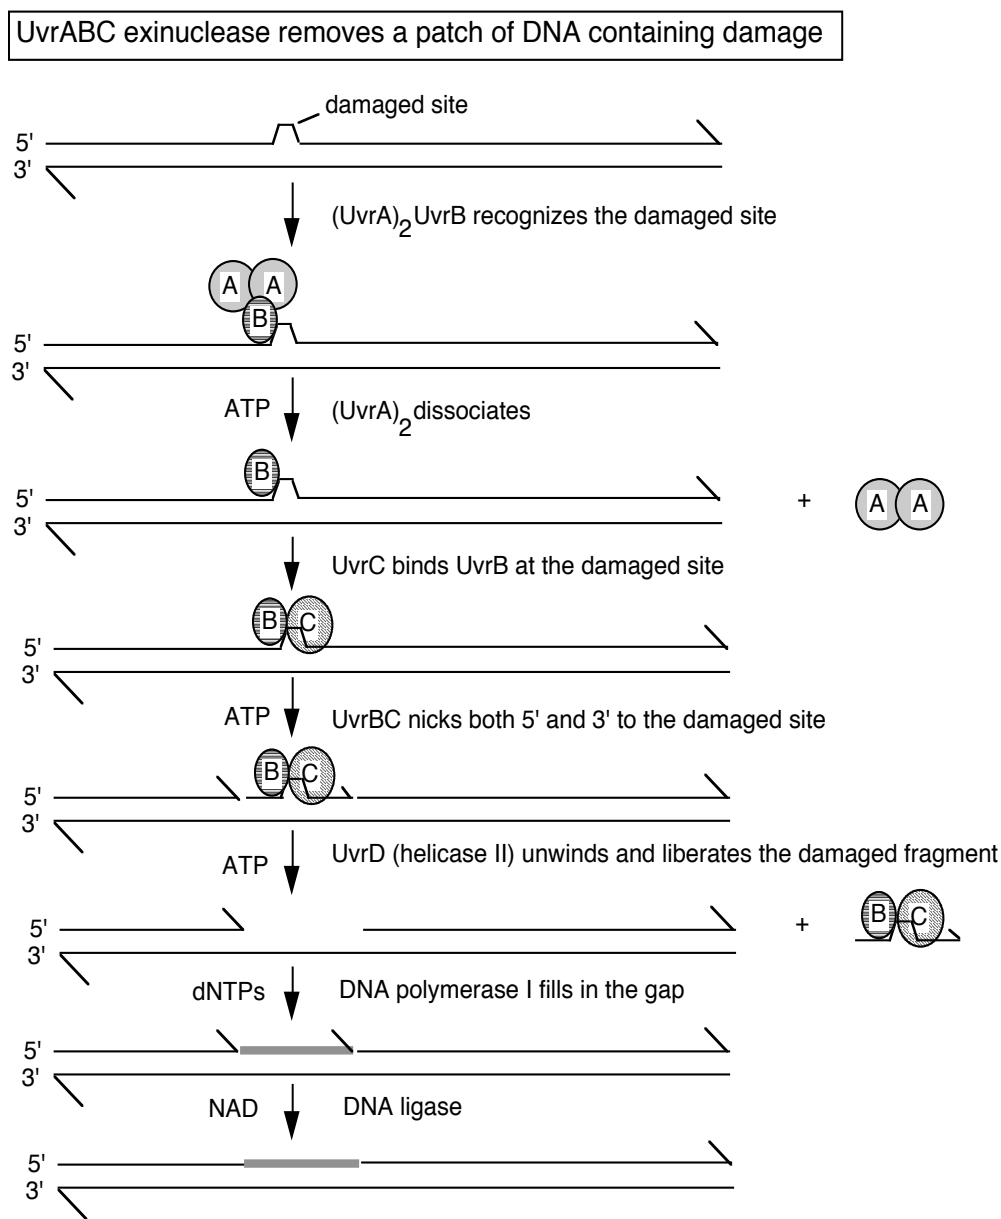 UvrABC exinuclease removes a patch of DNA containing damage
damaged site
5'
3'
(UvrA)2UvrB recognizes the damaged site
A A
B
5'
3'
ATP (UvrA)2dissociates
B
5'
+ A A
3'
UvrC binds UvrB at the damaged site
B C
5'
3'
ATP UvrBC nicks both 5' and 3' to the damaged site
B C
5'
3'
ATP UvrD (helicase II) unwinds and liberates the damaged fragment
5'
+ B C
3'
dNTPs DNA polymerase I fills in the gap
5'
3'
NAD DNA ligase
5'
3'